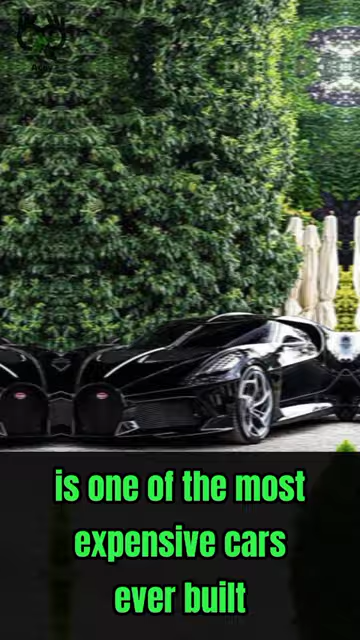 is one of the most
expensive cars
ever built